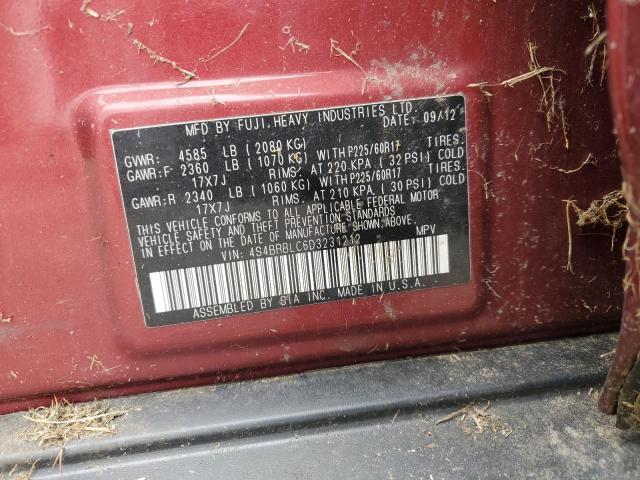 MFD BY FUJI HEAVY INDUSTRIES LTD. DATE: 09/12
GVWR: 4585 LB ( 2080 KG)
GAWR:F 2360 LB ( 1070 KG) WITH P225/60R17 TIRES.
17X7J RIMS. AT 220 KPA ( 32 PSI) COLD
GAWR:R 2340 LB ( 1060 KG) WITH P225/60R17 TIRES.
17X7J RIMS. AT 210 KPA ( 30 PSI) COLD
THIS VEHICLE CONFORMS TO ALL APPLICABLE FEDERAL MOTOR
VEHICLE SAFETY AND THEFT PREVENTION STANDARDS
IN EFFECT ON THE DATE OF MANUFACTURE SHOWN ABOVE.
VIN: 4S4BRBLC6D3231212 MPV
ASSEMBLED BY SIA INC. MADE IN U.S.A.